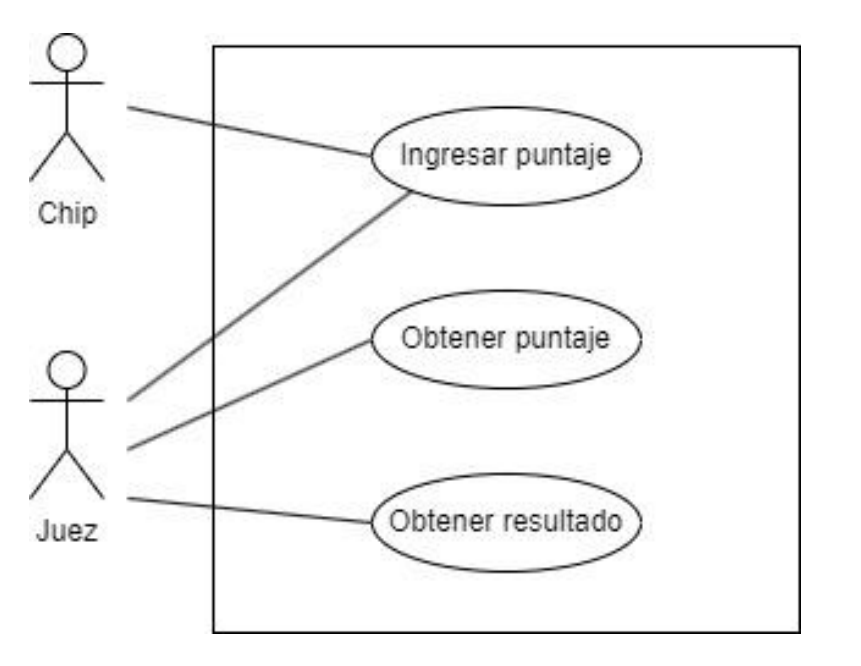 Ingresar puntaje
Chip
Obtener puntaje
Juez
Obtener resultado